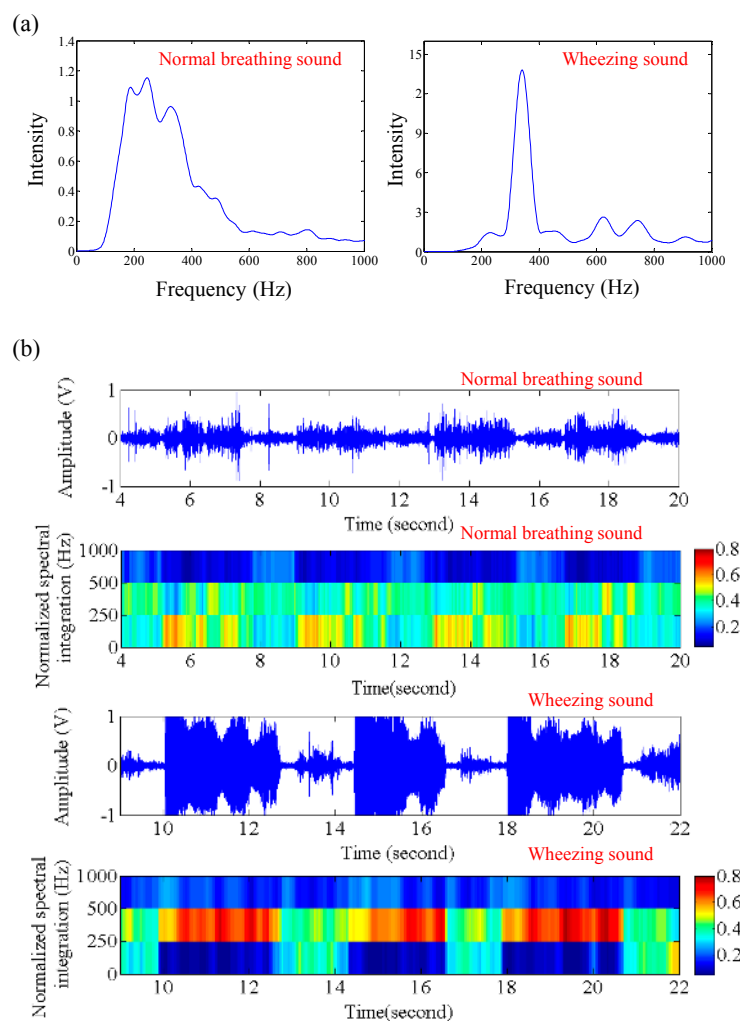 (a)
Normal breathing sound
Intensity
1.4
1.2
1
0.8
0.6
0.4
0.2
0
0 200 400 600 800 1000
Frequency (Hz)
Wheezing sound
Intensity
15
12
9
6
3
0
0 200 400 600 800 1000
Frequency (Hz)
(b)
Normal breathing sound
Amplitude (V)
1
0
-1
4 6 8 10 12 14 16 18 20
Time (second)
Normal breathing sound
Normalized spectral
integration (Hz)
1000
500
250
0
4 6 8 10 12 14 16 18 20
Time(second)
0.8
0.6
0.4
0.2
Wheezing sound
Amplitude (V)
1
0
-1
10 12 14 16 18 20 22
Time (second)
Wheezing sound
Normalized spectral
integration (Hz)
1000
500
250
0
10 12 14 16 18 20 22
Time(second)
0.8
0.6
0.4
0.2